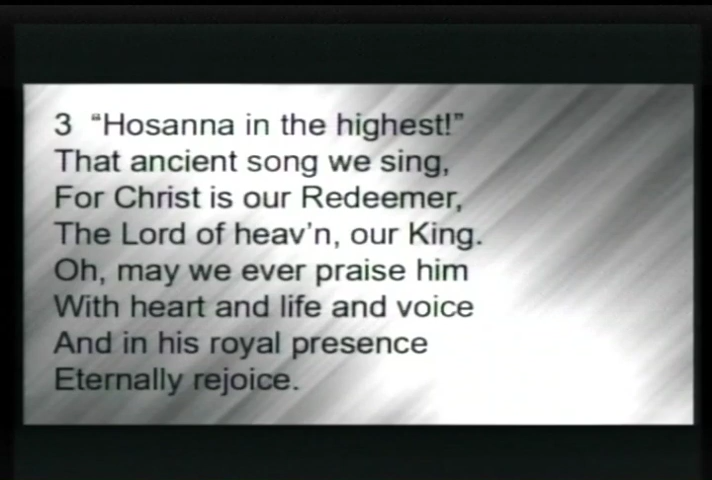 3 “Hosanna in the highest!”
That ancient song we sing,
For Christ is our Redeemer,
The Lord of heav’n, our King.
Oh, may we ever praise him
With heart and life and voice
And in his royal presence
Eternally rejoice.